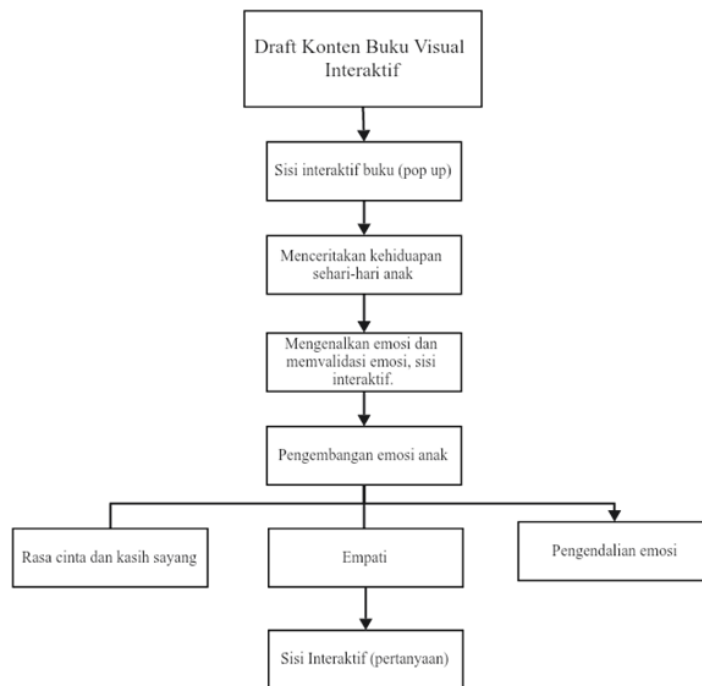 Draft Konten Buku Visual
Interaktif
Sisi interaktif buku (pop up)
Menceritakan kehiduapan
sehari-hari anak
Mengenalkan emosi dan
memvalidasi emosi, sisi
interaktif.
Pengembangan emosi anak
Rasa cinta dan kasih sayang
Empati
Pengendalian emosi
Sisi Interaktif (pertanyaan)